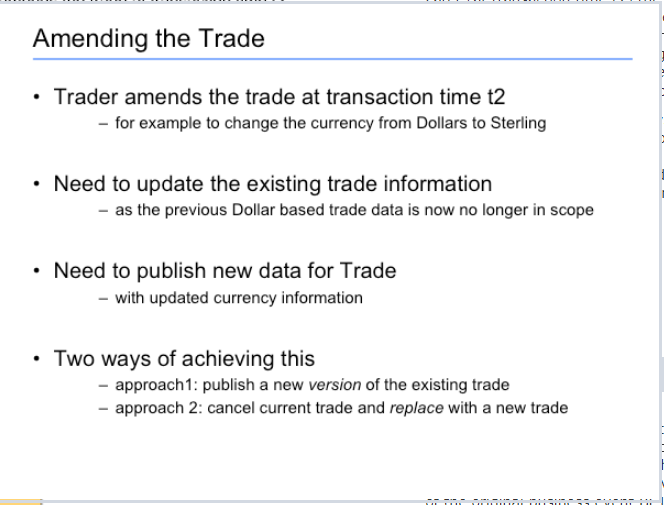 Amending the Trade
• Trader amends the trade at transaction time t2
– for example to change the currency from Dollars to Sterling
• Need to update the existing trade information
– as the previous Dollar based trade data is now no longer in scope
• Need to publish new data for Trade
– with updated currency information
• Two ways of achieving this
– approach1: publish a new version of the existing trade
– approach 2: cancel current trade and replace with a new trade